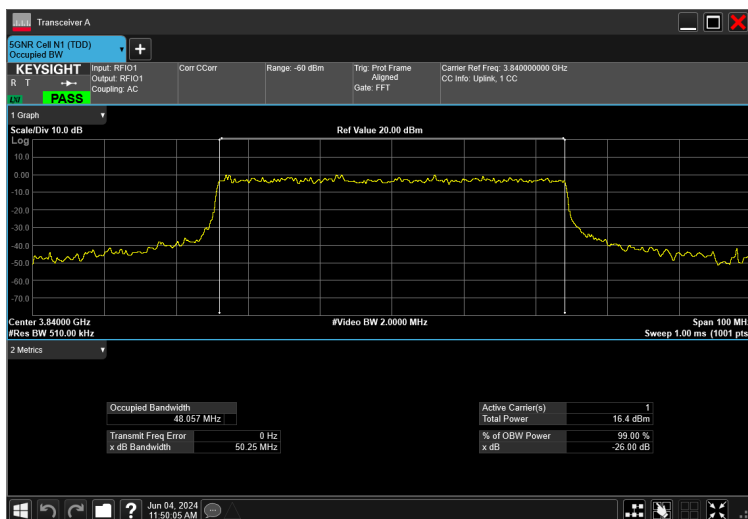 Transceiver A
5GNR Cell N1 (TDD)
Occupied BW
KEYSIGHT
R T
LXI
PASS
Input: RFIO1
Output: RFIO1
Coupling: AC
Corr CCorr
Range: -60 dBm
Trig: Prot Frame
Aligned
Gate: FFT
Carrier Ref Freq: 3.840000000 GHz
CC Info: Uplink, 1 CC
1 Graph
Scale/Div 10.0 dB
Ref Value 20.00 dBm
Log
10.0
0.00
-10.0
-20.0
-30.0
-40.0
-50.0
-60.0
-70.0
Center 3.84000 GHz
#Video BW 2.0000 MHz
Span 100 MH
#Res BW 510.00 kHz
Sweep 1.00 ms (1001 pts
2 Metrics
Occupied Bandwidth
48.057 MHz
Transmit Freq Error 0 Hz
x dB Bandwidth 50.25 MHz
Active Carrier(s) 1
Total Power 16.4 dBm
% of OBW Power 99.00 %
x dB -26.00 dB
? Jun 04, 2024
11:50:05 AM